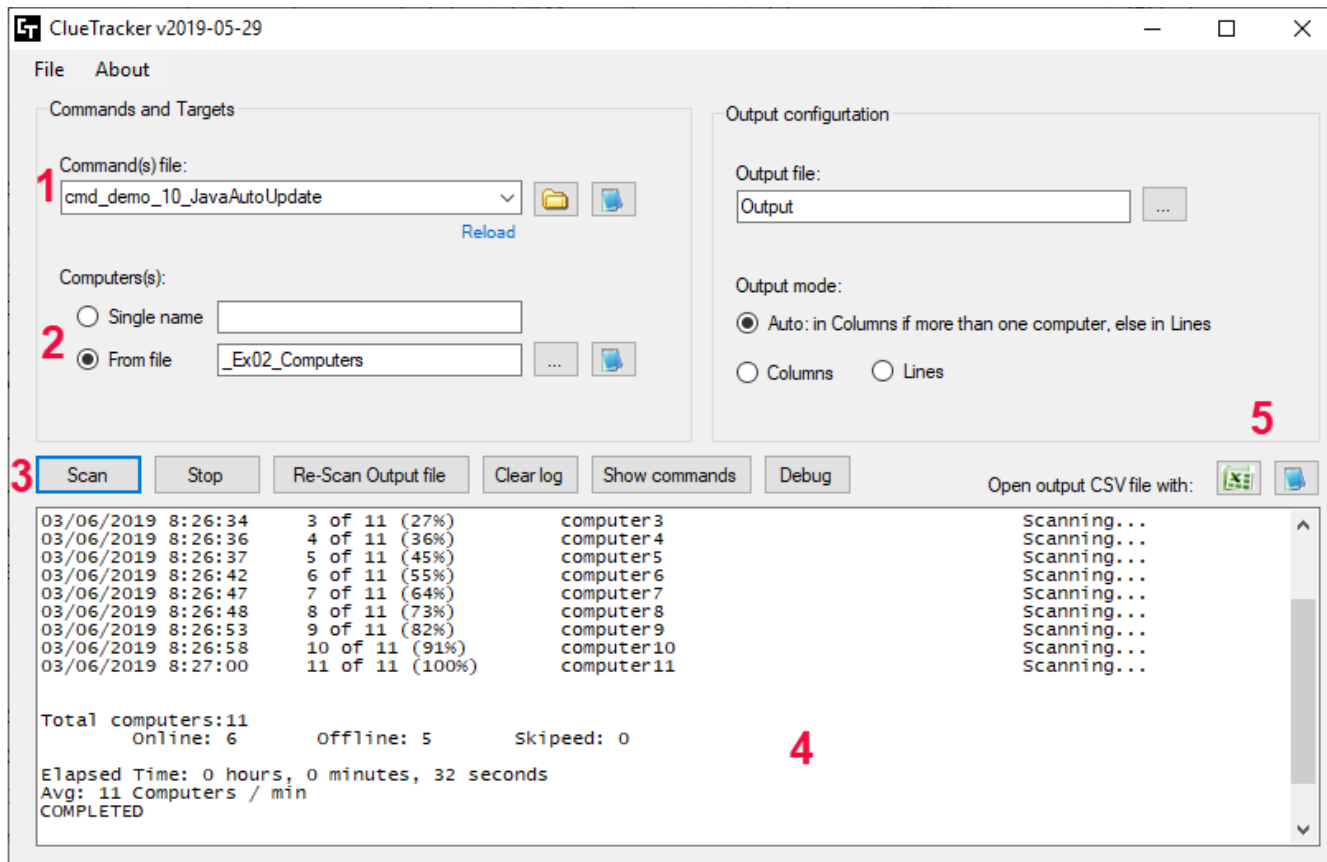 CT ClueTracker v2019-05-29
File About
Commands and Targets
Command(s) file:
1
cmd_demo_10_JavaAutoUpdate
Reload
Computers(s):
2
Single name
From file _Ex02_Computers ...
Output configurtation
Output file:
Output ...
Output mode:
Auto: in Columns if more than one computer, else in Lines
Columns Lines
5
3 Scan Stop Re-Scan Output file Clear log Show commands Debug Open output CSV file with:
03/06/2019 8:26:34 3 of 11 (27%) computer3 Scanning...
03/06/2019 8:26:36 4 of 11 (36%) computer4 Scanning...
03/06/2019 8:26:37 5 of 11 (45%) computer5 Scanning...
03/06/2019 8:26:42 6 of 11 (55%) computer6 Scanning...
03/06/2019 8:26:47 7 of 11 (64%) computer7 Scanning...
03/06/2019 8:26:48 8 of 11 (73%) computer8 Scanning...
03/06/2019 8:26:53 9 of 11 (82%) computer9 Scanning...
03/06/2019 8:26:58 10 of 11 (91%) computer10 Scanning...
03/06/2019 8:27:00 11 of 11 (100%) computer11 Scanning...
Total computers:11
Online: 6 Offline: 5 Skipeed: 0
4
Elapsed Time: 0 hours, 0 minutes, 32 seconds
Avg: 11 Computers / min
COMPLETED